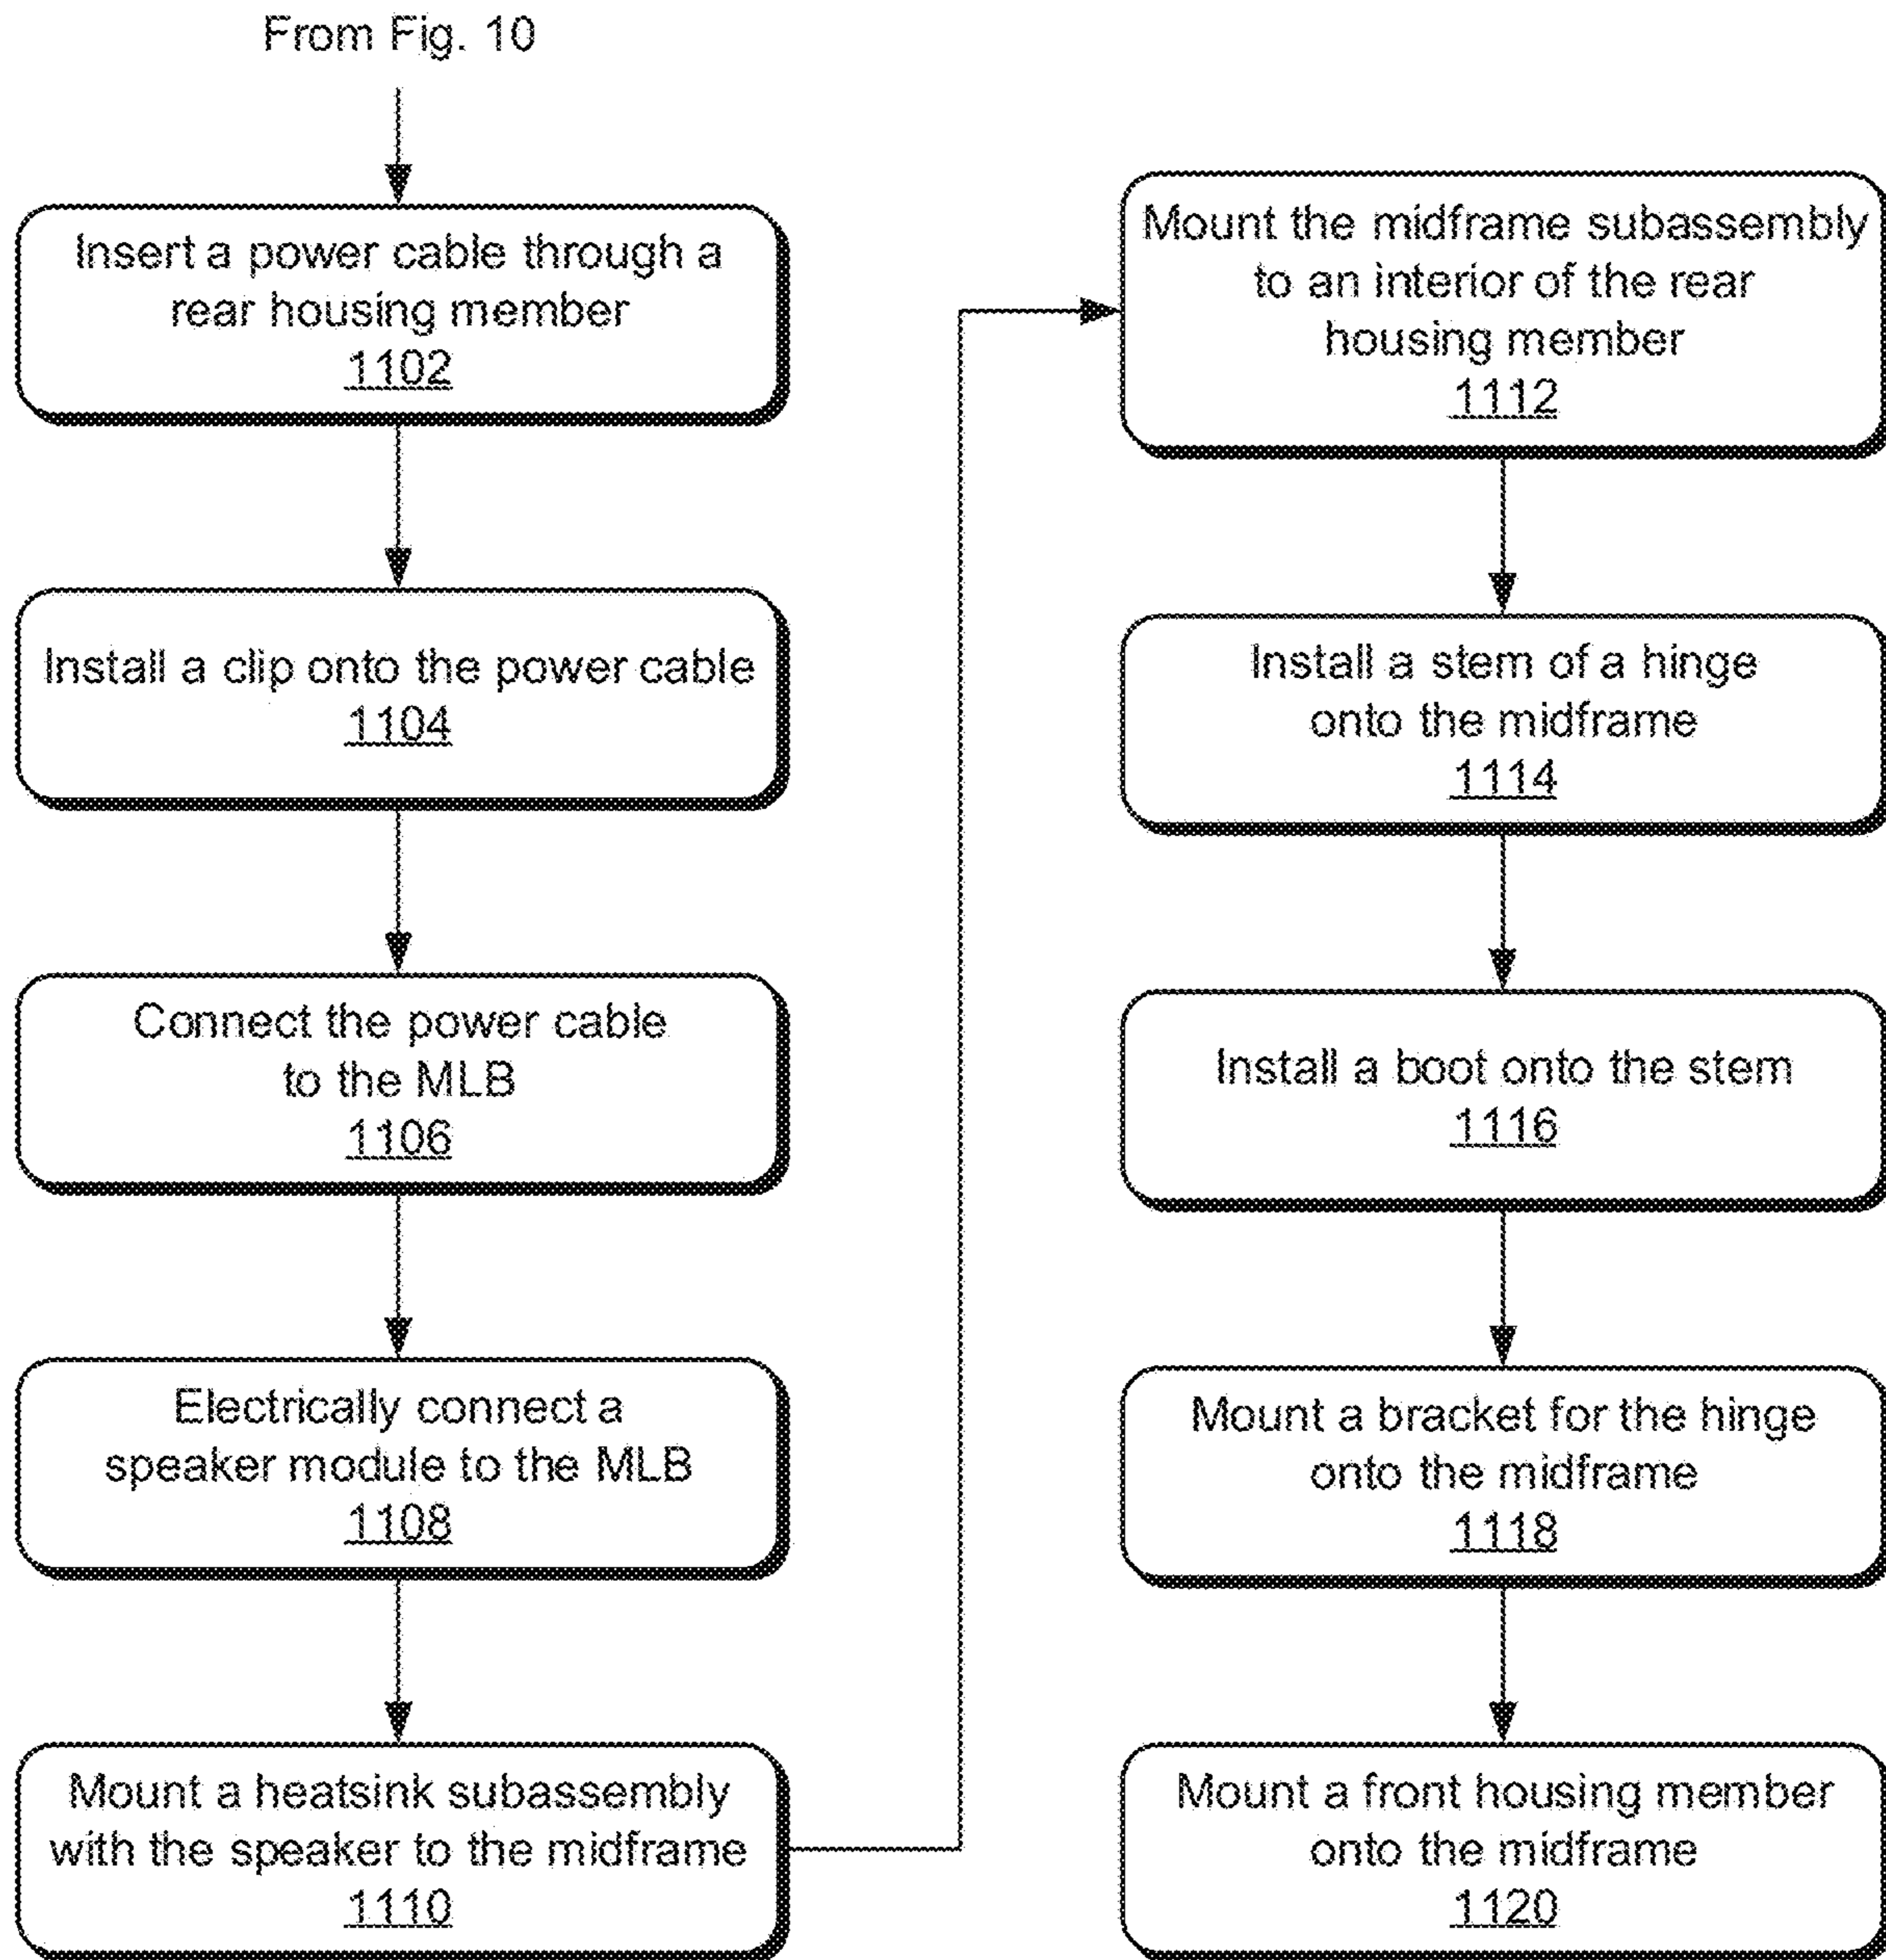 From Fig. 10
Insert a power cable through a
rear housing member
1102
Install a clip onto the power cable
1104
Connect the power cable
to the MLB
1106
Electrically connect a
speaker module to the MLB
1108
Mount a heatsink subassembly
with the speaker to the midframe
1110
Mount the midframe subassembly
to an interior of the rear
housing member
1112
Install a stem of a hinge
onto the midframe
1114
Install a boot onto the stem
1116
Mount a bracket for the hinge
onto the midframe
1118
Mount a front housing member
onto the midframe
1120